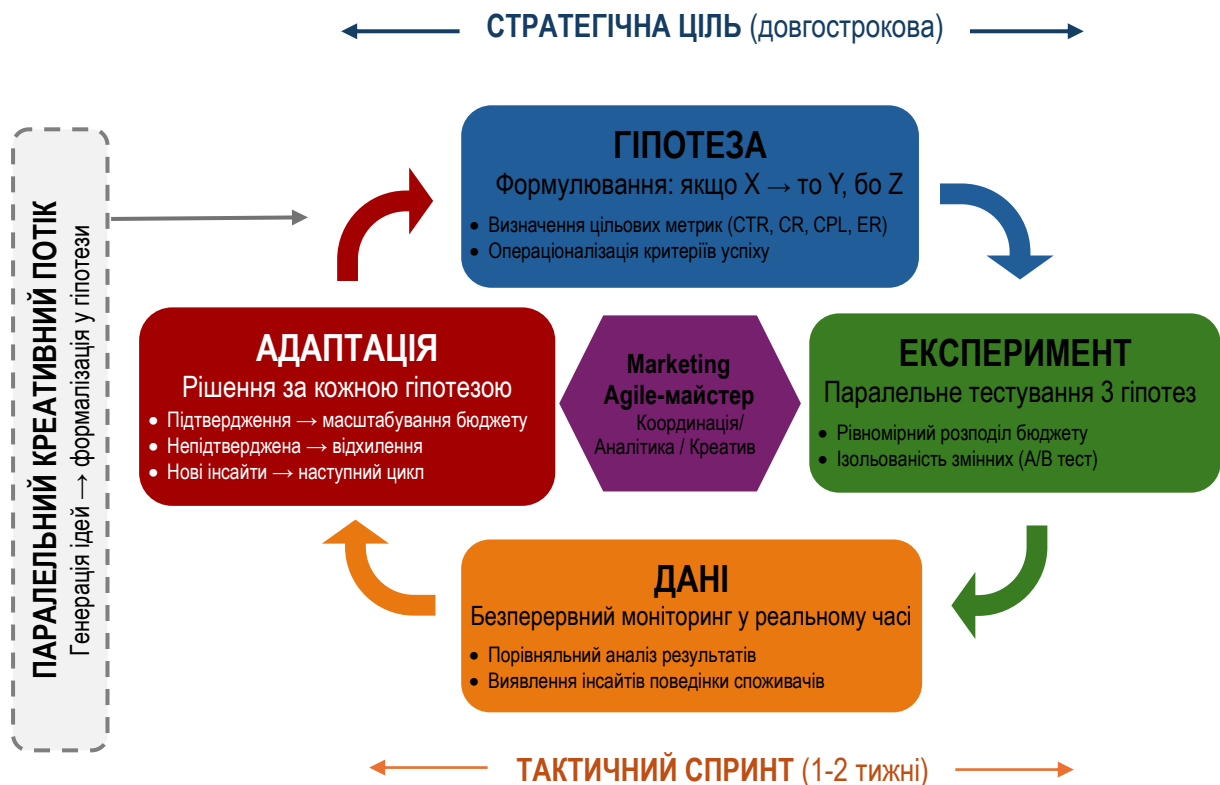 СТРАТЕГІЧНА ЦІЛЬ (довгострокова)
ПАРАЛЕЛЬНИЙ КРЕАТИВНИЙ ПОТІК
Генерація ідей → формалізація у гіпотези
ГІПОТЕЗА
Формулювання: якщо X → то Y, бо Z
• Визначення цільових метрик (CTR, CR, CPL, ER)
• Операціоналізація критеріїв успіху
АДАПТАЦІЯ
Рішення за кожною гіпотезою
• Підтвердження → масштабування бюджету
• Непідтверджена → відхилення
• Нові інсайти → наступний цикл
Marketing
Agile-майстер
Координація/
Аналітика / Креатив
ЕКСПЕРИМЕНТ
Паралельне тестування 3 гіпотез
• Рівномірний розподіл бюджету
• Ізольованість змінних (A/B тест)
ДАНІ
Безперервний моніторинг у реальному часі
• Порівняльний аналіз результатів
• Виявлення інсайтів поведінки споживачів
ТАКТИЧНИЙ СПРИНТ (1-2 тижні)